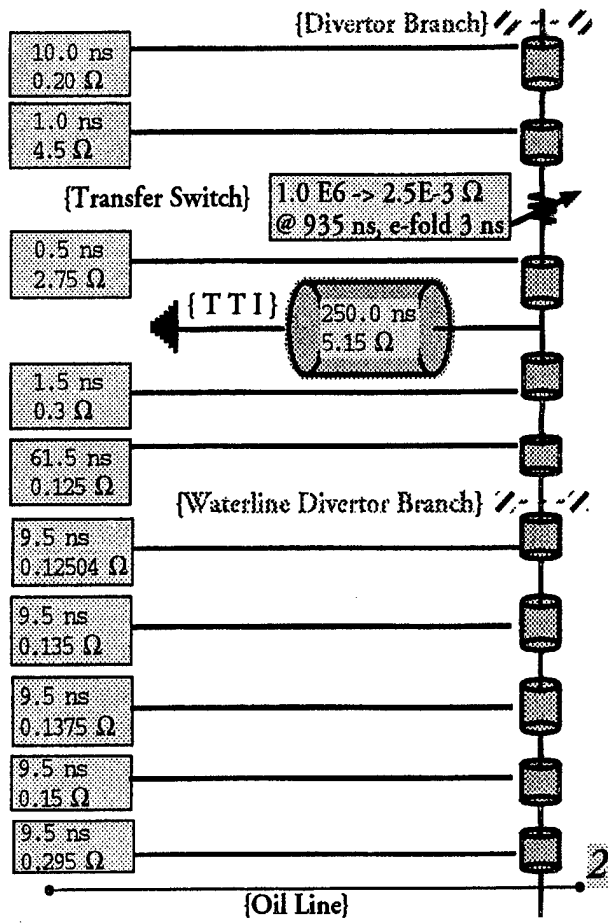 {Divertor Branch}
10.0 ns
0.20 Ω
1.0 ns
4.5 Ω
{Transfer Switch}
1.0 E6 -> 2.5E-3 Ω
@ 935 ns, e-fold 3 ns
0.5 ns
2.75 Ω
{TTI}
250.0 ns
5.15 Ω
1.5 ns
0.3 Ω
61.5 ns
0.125 Ω
{Waterline Divertor Branch}
9.5 ns
0.12504 Ω
9.5 ns
0.135 Ω
9.5 ns
0.1375 Ω
9.5 ns
0.15 Ω
9.5 ns
0.295 Ω
2
{Oil Line}